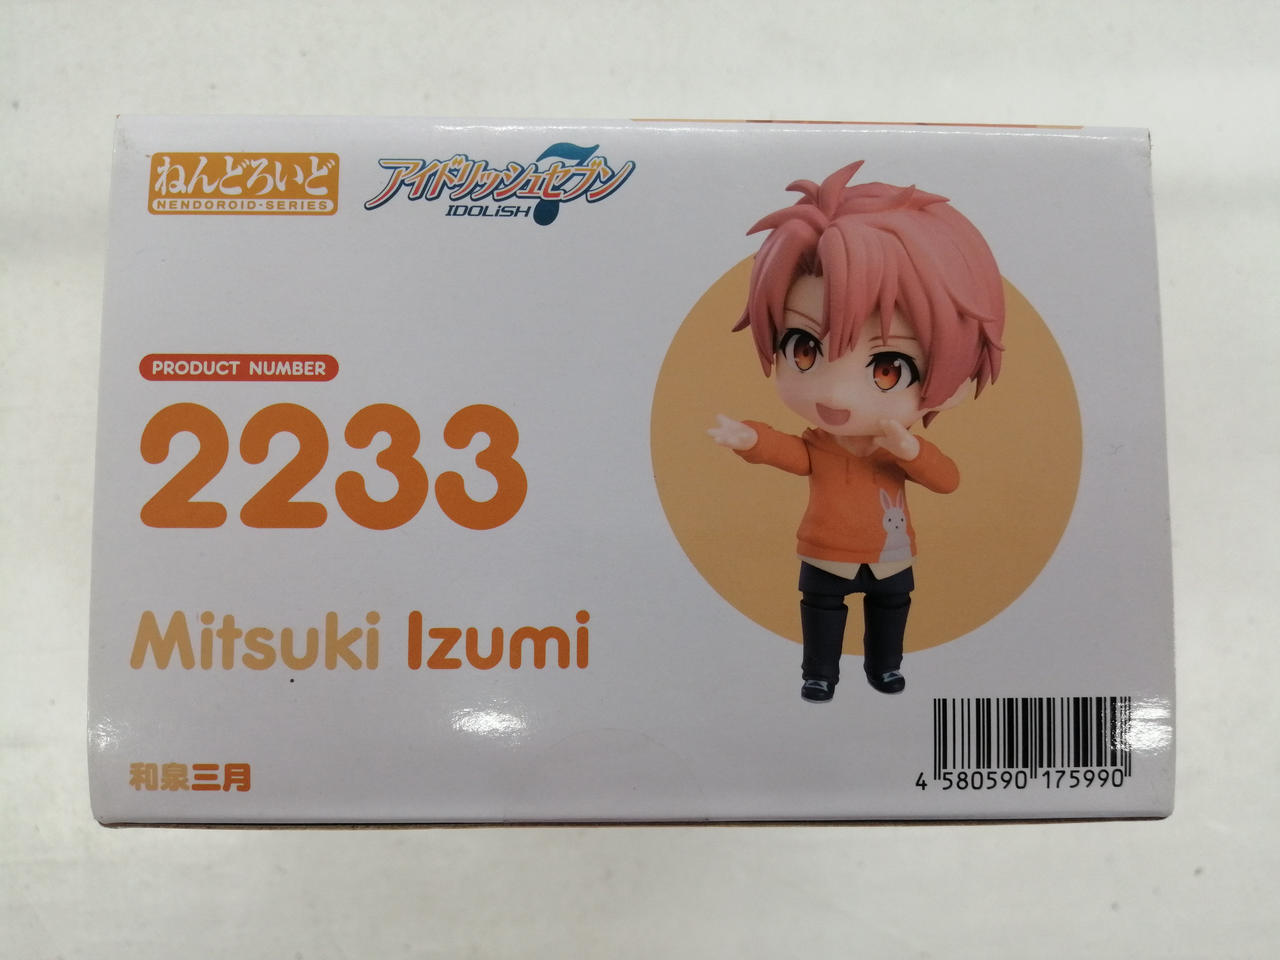 ねんどろいど
NENDOROID-SERIES
アイドリッシュセブン
IDOLiSH 7
PRODUCT NUMBER
2233
Mitsuki Izumi
和泉三月
4 580590 175990